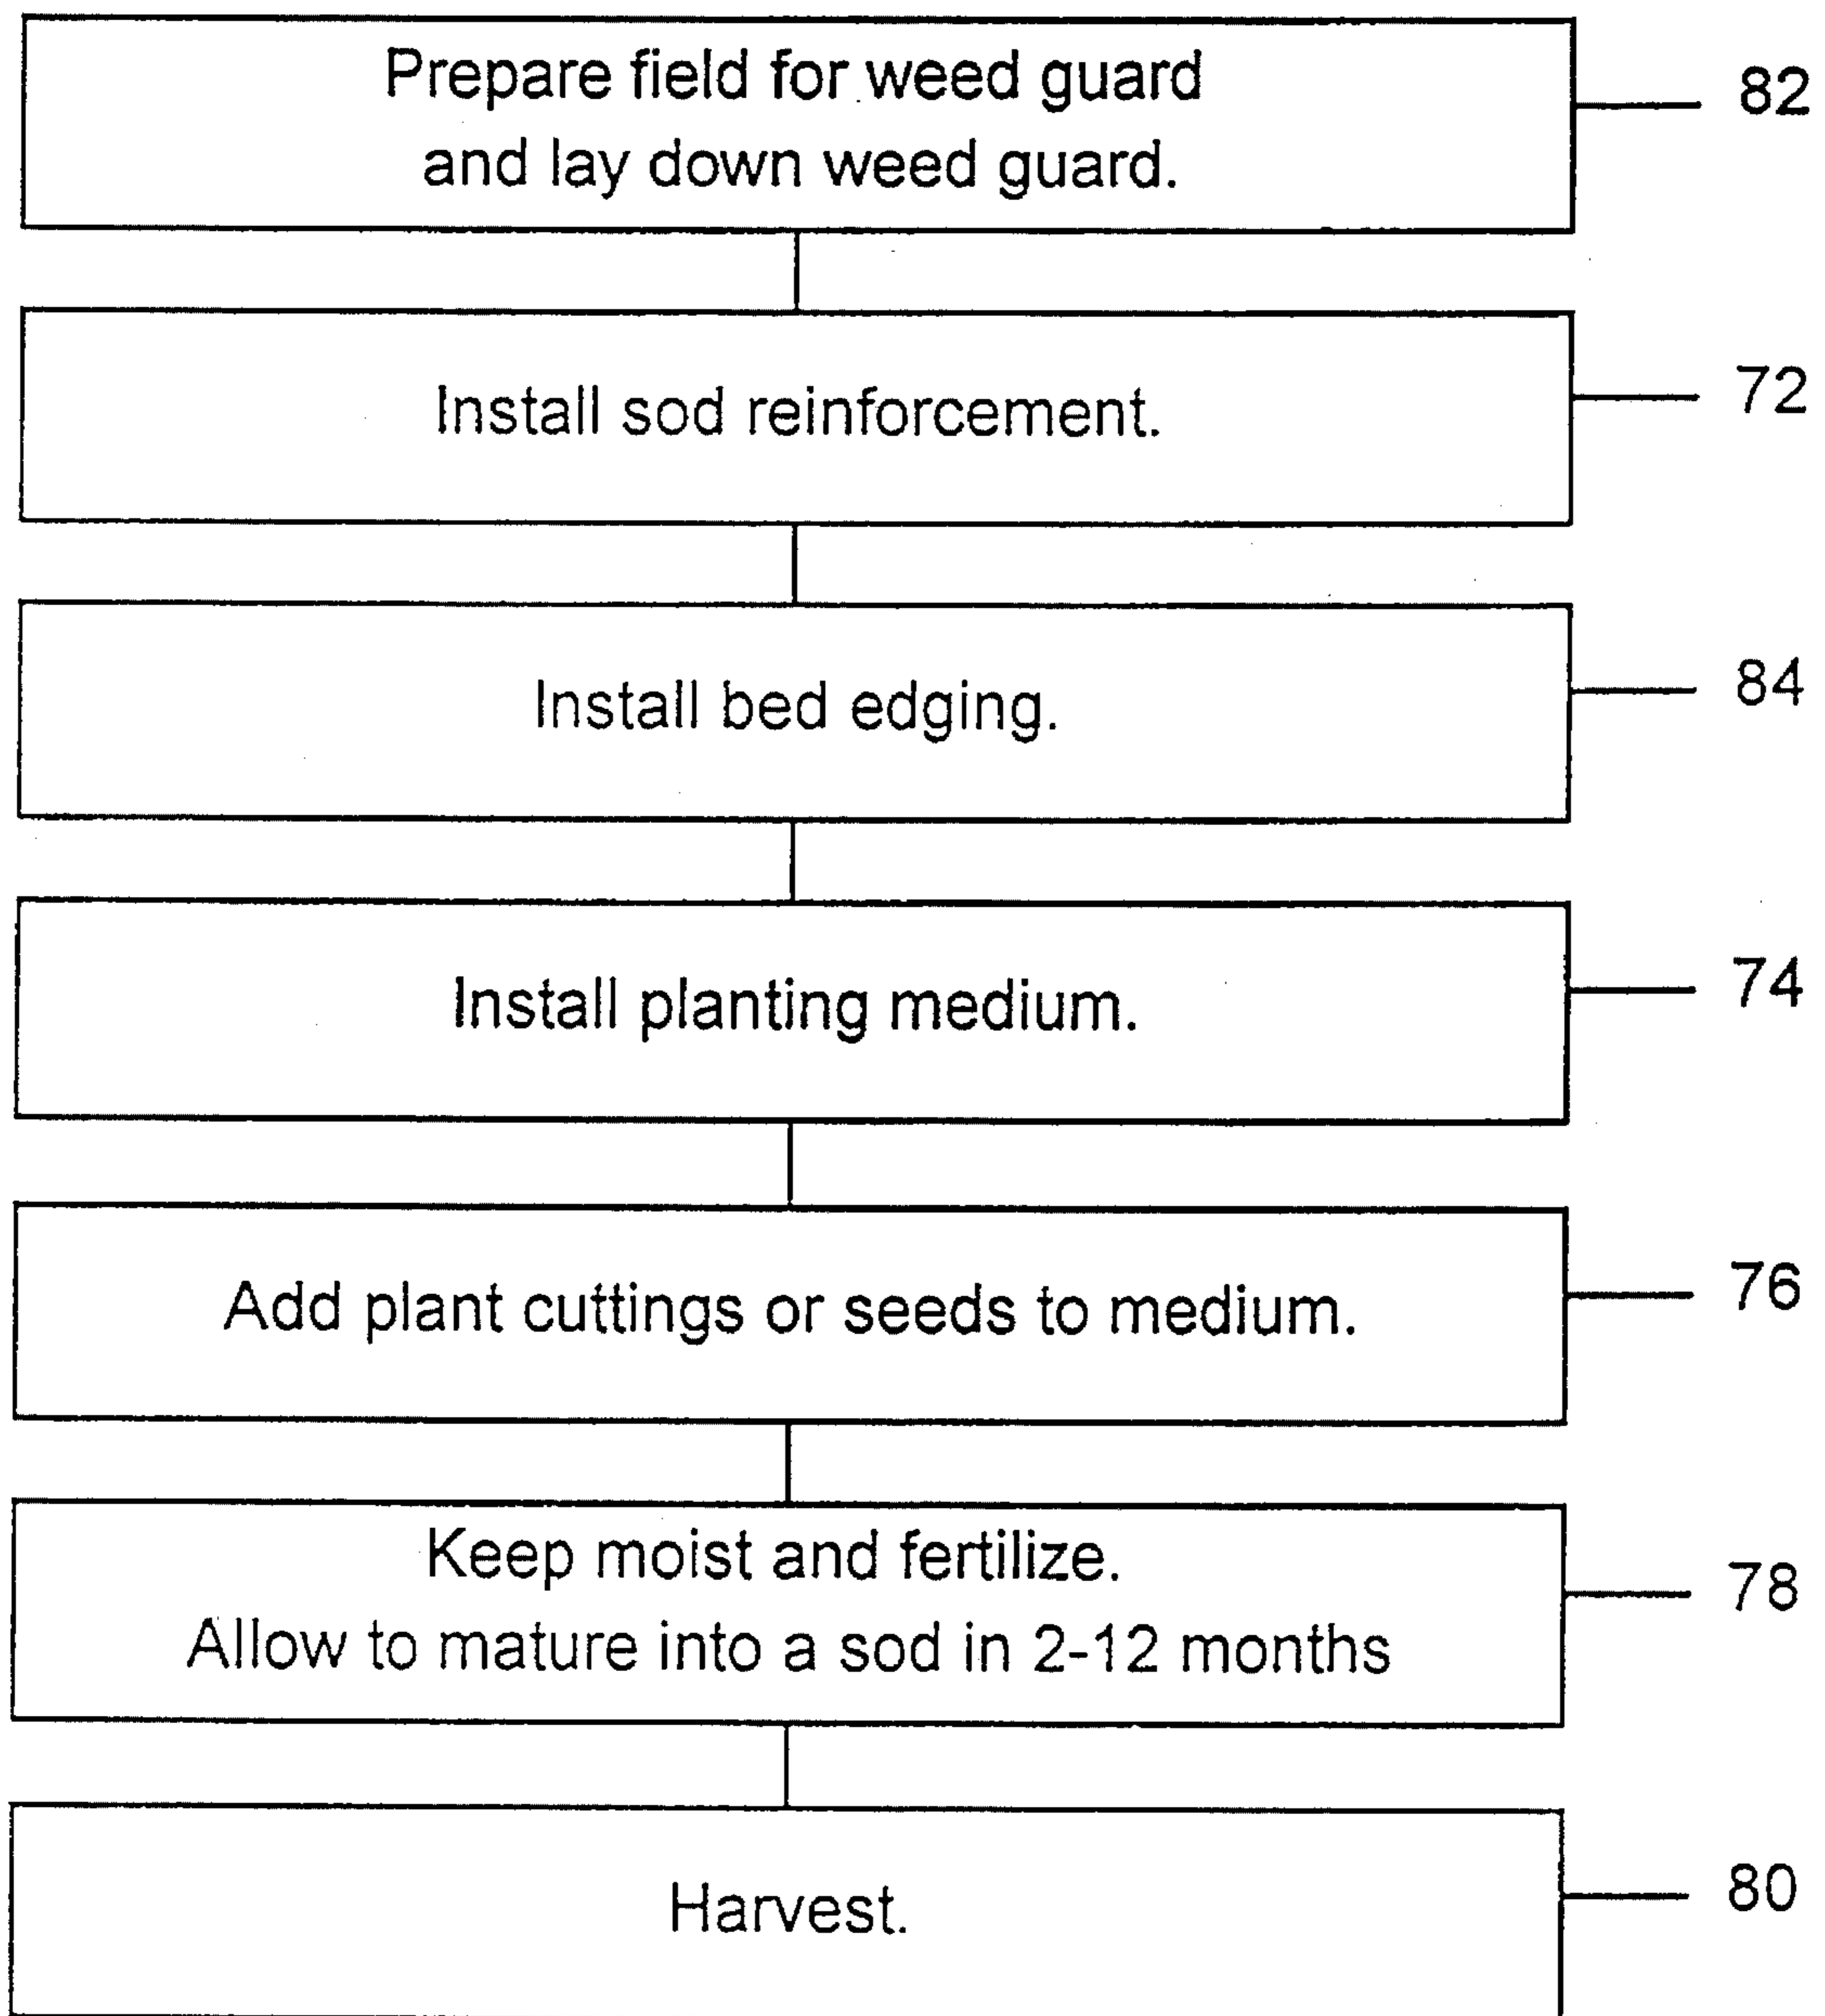 Prepare field for weed guard
and lay down weed guard.
82
Install sod reinforcement.
72
Install bed edging.
84
Install planting medium.
74
Add plant cuttings or seeds to medium.
76
Keep moist and fertilize.
Allow to mature into a sod in 2-12 months
78
Harvest.
80